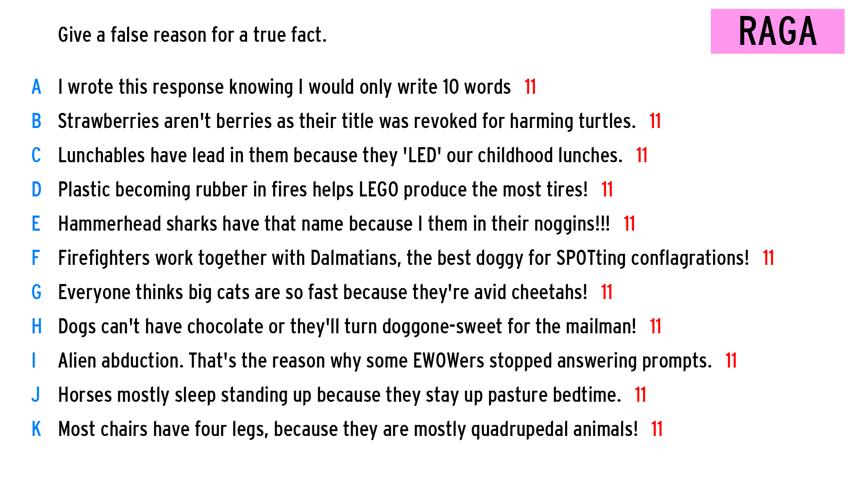 Give a false reason for a true fact.
RAGA
A I wrote this response knowing I would only write 10 words 11
B Strawberries aren't berries as their title was revoked for harming turtles. 11
C Lunchables have lead in them because they 'LED' our childhood lunches. 11
D Plastic becoming rubber in fires helps LEGO produce the most tires! 11
E Hammerhead sharks have that name because I them in their noggins!!! 11
F Firefighters work together with Dalmatians, the best doggy for SPOTting conflagrations! 11
G Everyone thinks big cats are so fast because they're avid cheetahs! 11
H Dogs can't have chocolate or they'll turn doggone-sweet for the mailman! 11
I Alien abduction. That's the reason why some EWOWers stopped answering prompts. 11
J Horses mostly sleep standing up because they stay up pasture bedtime. 11
K Most chairs have four legs, because they are mostly quadrupedal animals! 11